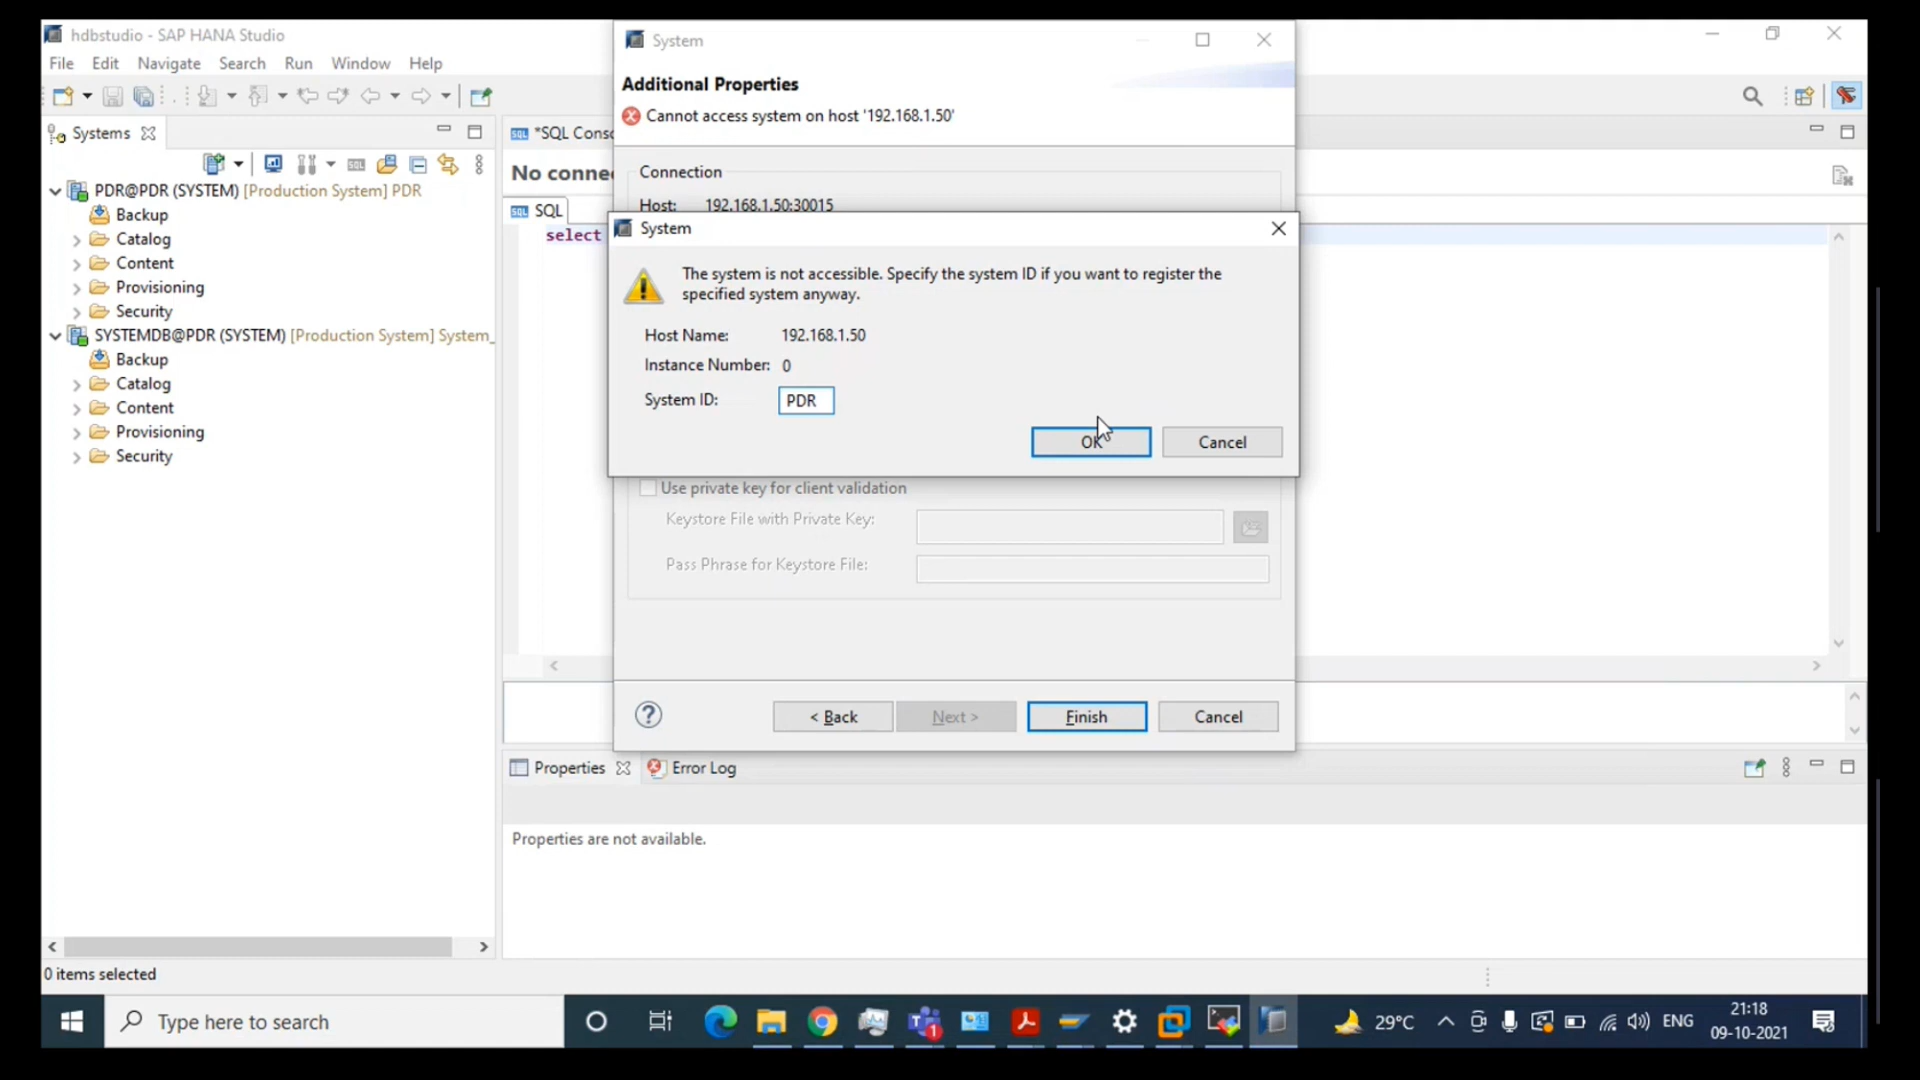 hdbstudio - SAP HANA Studio
File Edit Navigate Search Run Window Help
Systems
SQL
PDR@PDR (SYSTEM) [Production System] PDR
Backup
Catalog
Content
Provisioning
Security
SYSTEMDB@PDR (SYSTEM) [Production System] System_
Backup
Catalog
Content
Provisioning
Security
SQL *SQL Conso
No conne
SQL SQL
select
System
Additional Properties
Cannot access system on host '192.168.1.50'
Connection
Host: 192.168.1.50:30015
System
The system is not accessible. Specify the system ID if you want to register the
specified system anyway.
Host Name: 192.168.1.50
Instance Number: 0
System ID: PDR
OK Cancel
Use private key for client validation
Keystore File with Private Key:
Pass Phrase for Keystore File:
? < Back Next > Finish Cancel
Properties Error Log
Properties are not available.
0 items selected
Type here to search
1
29°C
ENG
21:18
09-10-2021